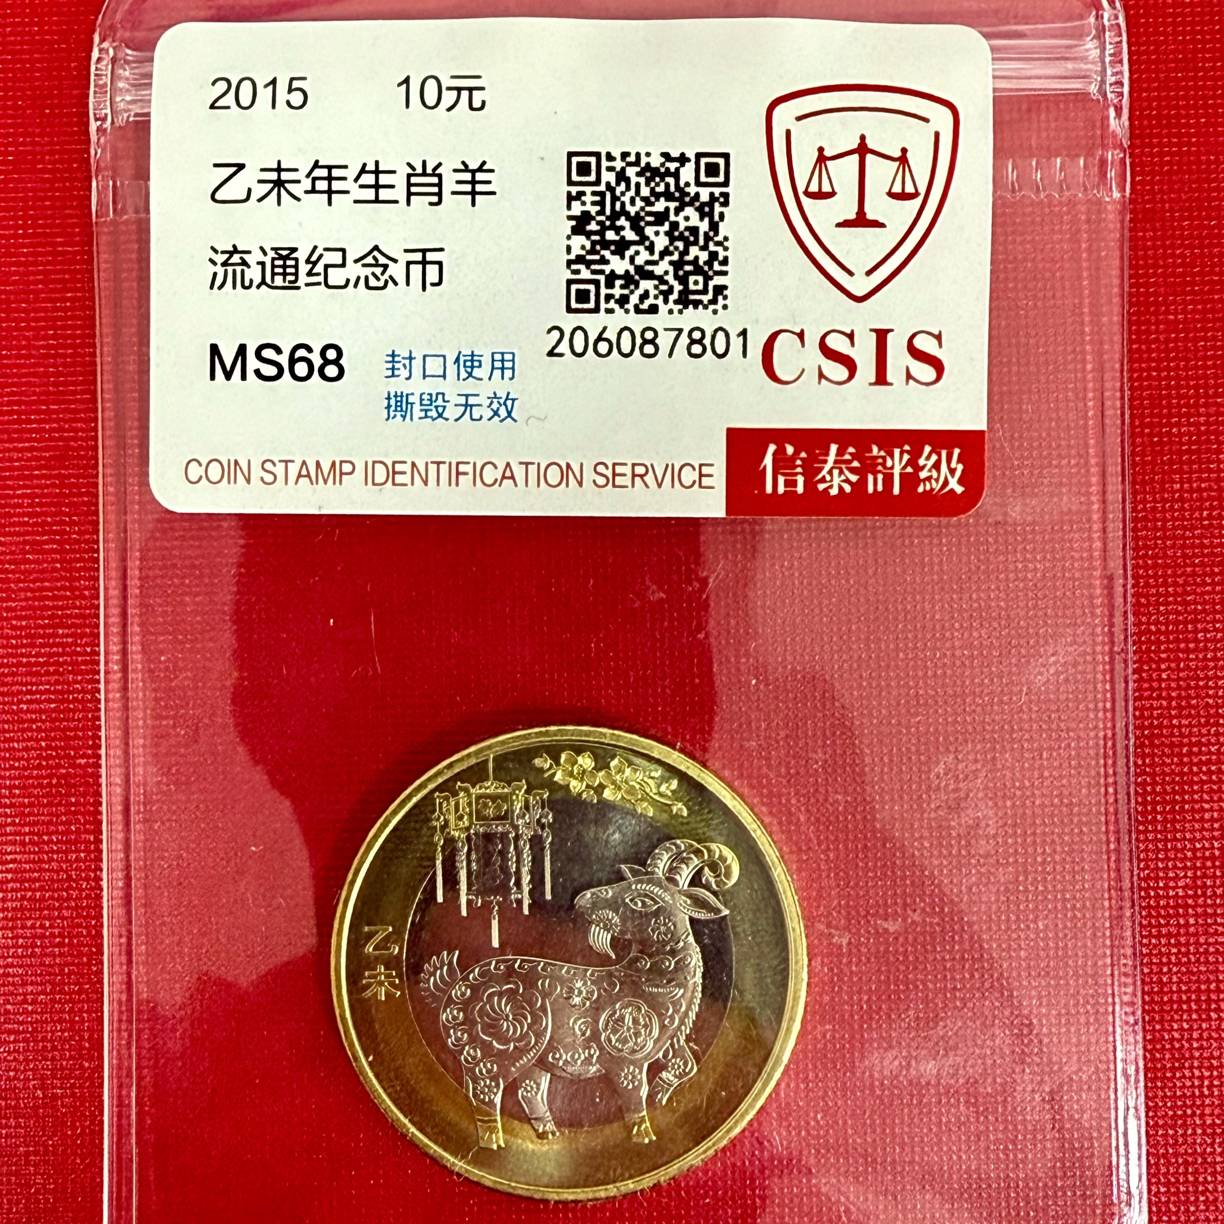 2015 10元
乙未年生肖羊
流通纪念币
MS68
封口使用
撕毁无效
206087801
CSIS
COIN STAMP IDENTIFICATION SERVICE
信泰評級
乙未